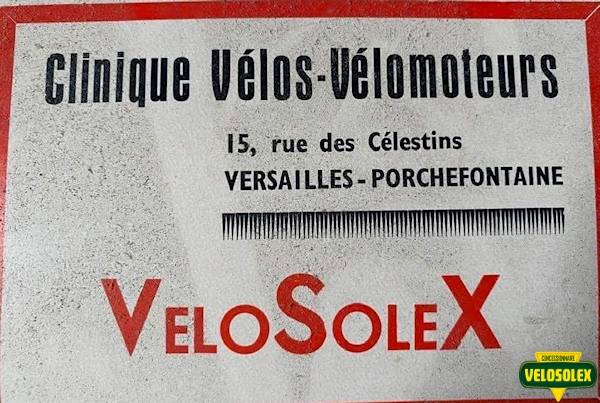 Clinique Vélos-Vélomoteurs
15, rue des Célestins
VERSAILLES-PORCHEFONTAINE
VELOSOLEX
CONCESSIONNAIRE
VELOSOLEX